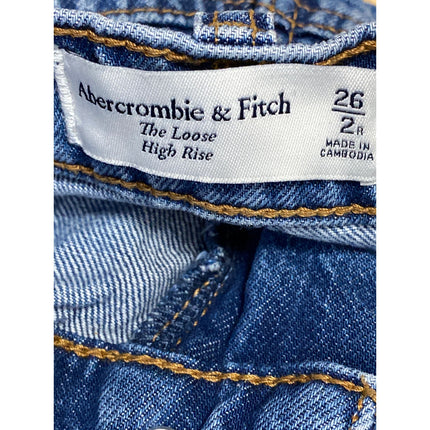 Abercrombie & Fitch
The Loose
High Rise
26
2R
MADE IN
CAMBODIA